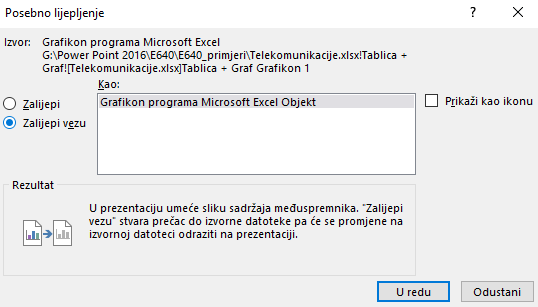 Posebno lijepljenje
?
Izvor: Grafikon programa Microsoft Excel
G:\Power Point 2016\E640\E640_primjeri\Telekomunikacije.xlsx!Tablica +
Graf![Telekomunikacije.xlsx]Tablica + Graf Grafikon 1
Kao:
Zalijepi
Zalijepi vezu
Grafikon programa Microsoft Excel Objekt
Prikaži kao ikonu
Rezultat
U prezentaciju umeće sliku sadržaja međuspremnika. "Zalijepi
vezu" stvara prečac do izvorne datoteke pa će se promjene na
izvornoj datoteci odraziti na prezentaciji.
U redu
Odustani